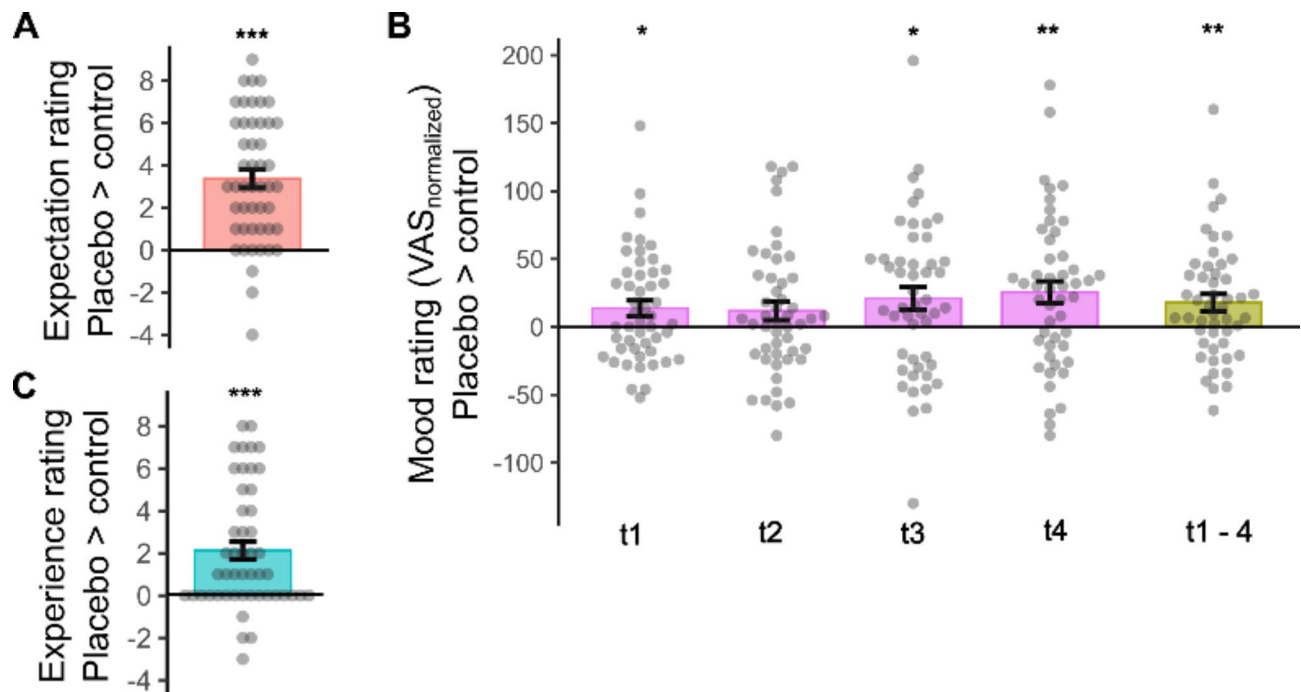 A
***
Expectation rating
Placebo > control
8
6
4
2
0
-2
-4
B
*
*
**
**
Mood rating (VASnormalized)
Placebo > control
200
150
100
50
0
-50
-100
t1
t2
t3
t4
t1 - 4
C
***
Experience rating
Placebo > control
8
6
4
2
0
-2
-4